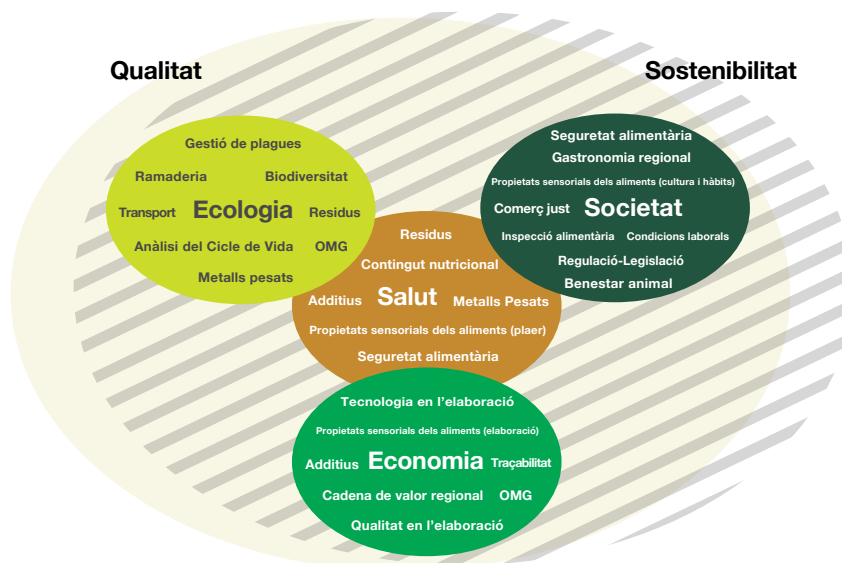 Qualitat
Sostenibilitat
Gestió de plagues
Ramaderia
Biodiversitat
Transport
Ecologia
Residus
Anàlisi del Cicle de Vida
OMG
Metalls pesats
Seguretat alimentària
Gastronomia regional
Propietats sensorials dels aliments (cultura i hàbits)
Comerç just
Societat
Inspecció alimentària
Condicions laborals
Regulació-Legislació
Benestar animal
Residus
Contingut nutricional
Additius
Salut
Metalls Pesats
Propietats sensorials dels aliments (plaer)
Seguretat alimentària
Tecnologia en l’elaboració
Propietats sensorials dels aliments (elaboració)
Additius
Economia
Traçabilitat
Cadena de valor regional
OMG
Qualitat en l’elaboració